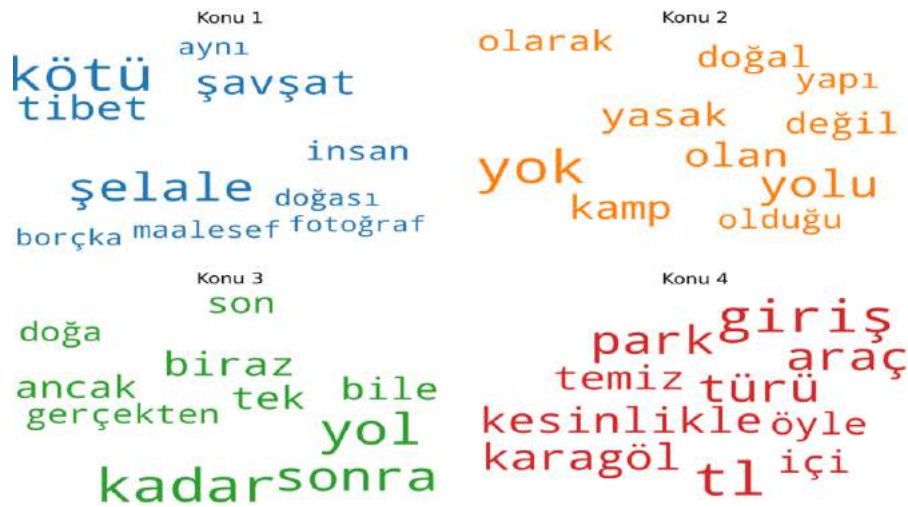 Konu 1
aynı
kötü
şavşat
tibet
insan
şelale
doğası
borçka
maalesef
fotoğraf
Konu 2
olarak
doğal
yapı
yasak
değil
yok
olan
yolu
kamp
olduğu
Konu 3
son
doğa
biraz
ancak
tek
bile
gerçekten
yol
kadar
sonra
Konu 4
giriş
park
araç
temiz
türü
kesinlikle
öyle
karagöl
tl
içi